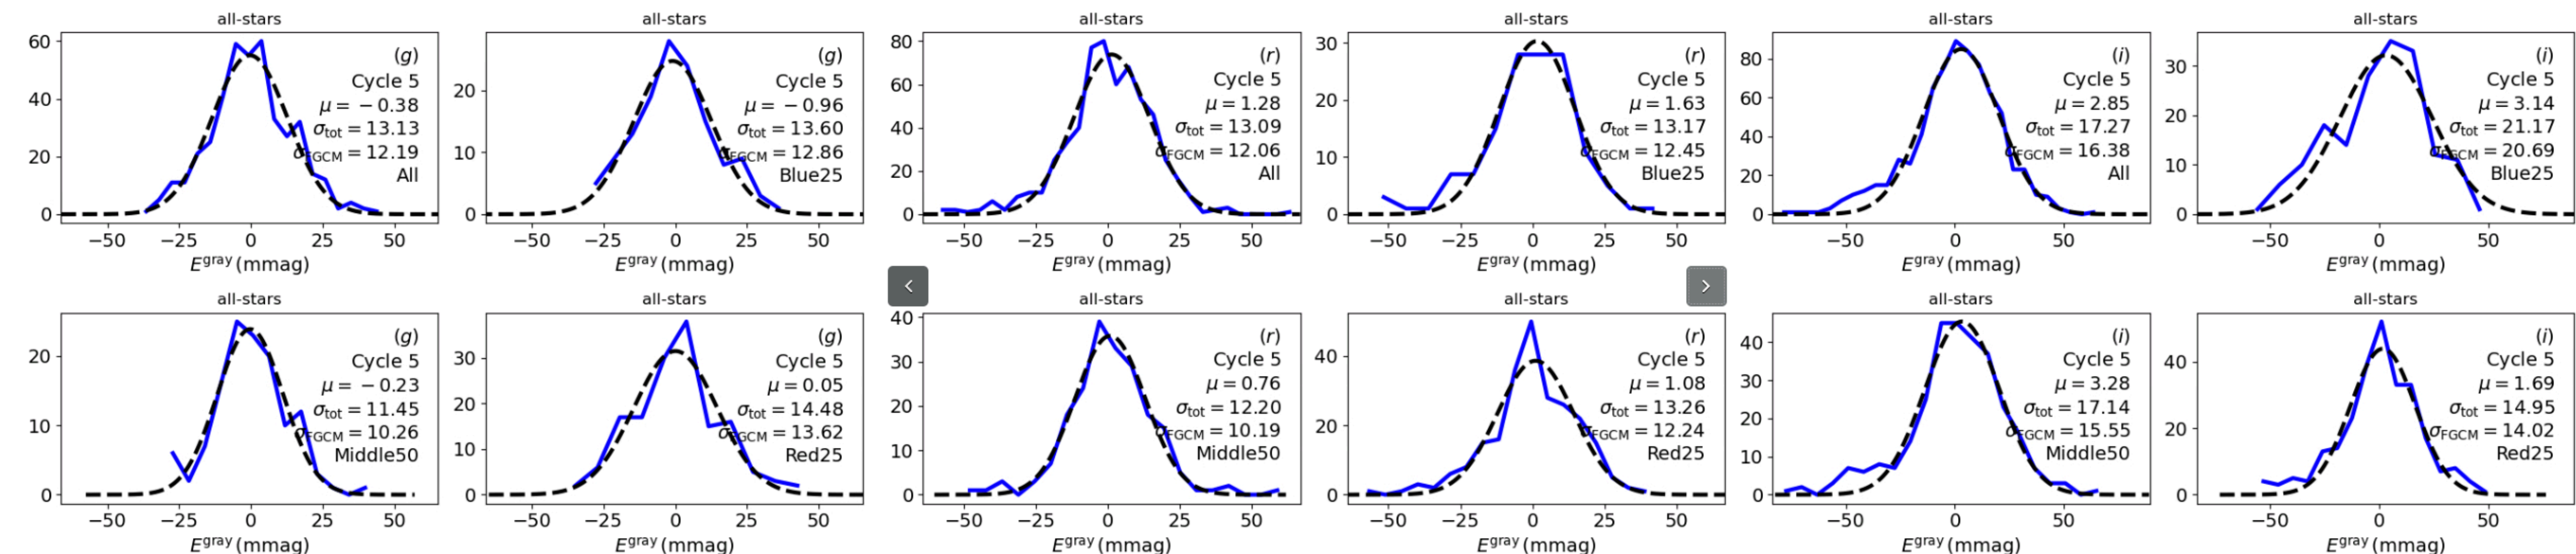 all-stars
60
40
20
0
(g)
Cycle 5
μ = −0.38
σtot = 13.13
σFGCM = 12.19
All
−50 −25 0 25 50
Egray (mmag)
all-stars
20
10
0
(g)
Cycle 5
μ = −0.96
σtot = 13.60
σFGCM = 12.86
Blue25
−50 −25 0 25 50
Egray (mmag)
all-stars
80
60
40
20
0
(r)
Cycle 5
μ = 1.28
σtot = 13.09
σFGCM = 12.06
All
−50 −25 0 25 50
Egray (mmag)
all-stars
30
20
10
0
(r)
Cycle 5
μ = 1.63
σtot = 13.17
σFGCM = 12.45
Blue25
−50 −25 0 25 50
Egray (mmag)
all-stars
80
60
40
20
0
(i)
Cycle 5
μ = 2.85
σtot = 17.27
σFGCM = 16.38
All
−50 0 50
Egray (mmag)
all-stars
30
20
10
0
(i)
Cycle 5
μ = 3.14
σtot = 21.17
σFGCM = 20.69
Blue25
−50 0 50
Egray (mmag)
all-stars
20
10
0
(g)
Cycle 5
μ = −0.23
σtot = 11.45
σFGCM = 10.26
Middle50
−50 −25 0 25 50
Egray (mmag)
all-stars
30
20
10
0
(g)
Cycle 5
μ = 0.05
σtot = 14.48
σFGCM = 13.62
Red25
−50 −25 0 25 50
Egray (mmag)
all-stars
40
30
20
10
0
(r)
Cycle 5
μ = 0.76
σtot = 12.20
σFGCM = 10.19
Middle50
−50 −25 0 25 50
Egray (mmag)
all-stars
40
20
0
(r)
Cycle 5
μ = 1.08
σtot = 13.26
σFGCM = 12.24
Red25
−50 −25 0 25 50
Egray (mmag)
all-stars
40
30
20
10
0
(i)
Cycle 5
μ = 3.28
σtot = 17.14
σFGCM = 15.55
Middle50
−50 0 50
Egray (mmag)
all-stars
40
20
0
(i)
Cycle 5
μ = 1.69
σtot = 14.95
σFGCM = 14.02
Red25
−50 0 50
Egray (mmag)